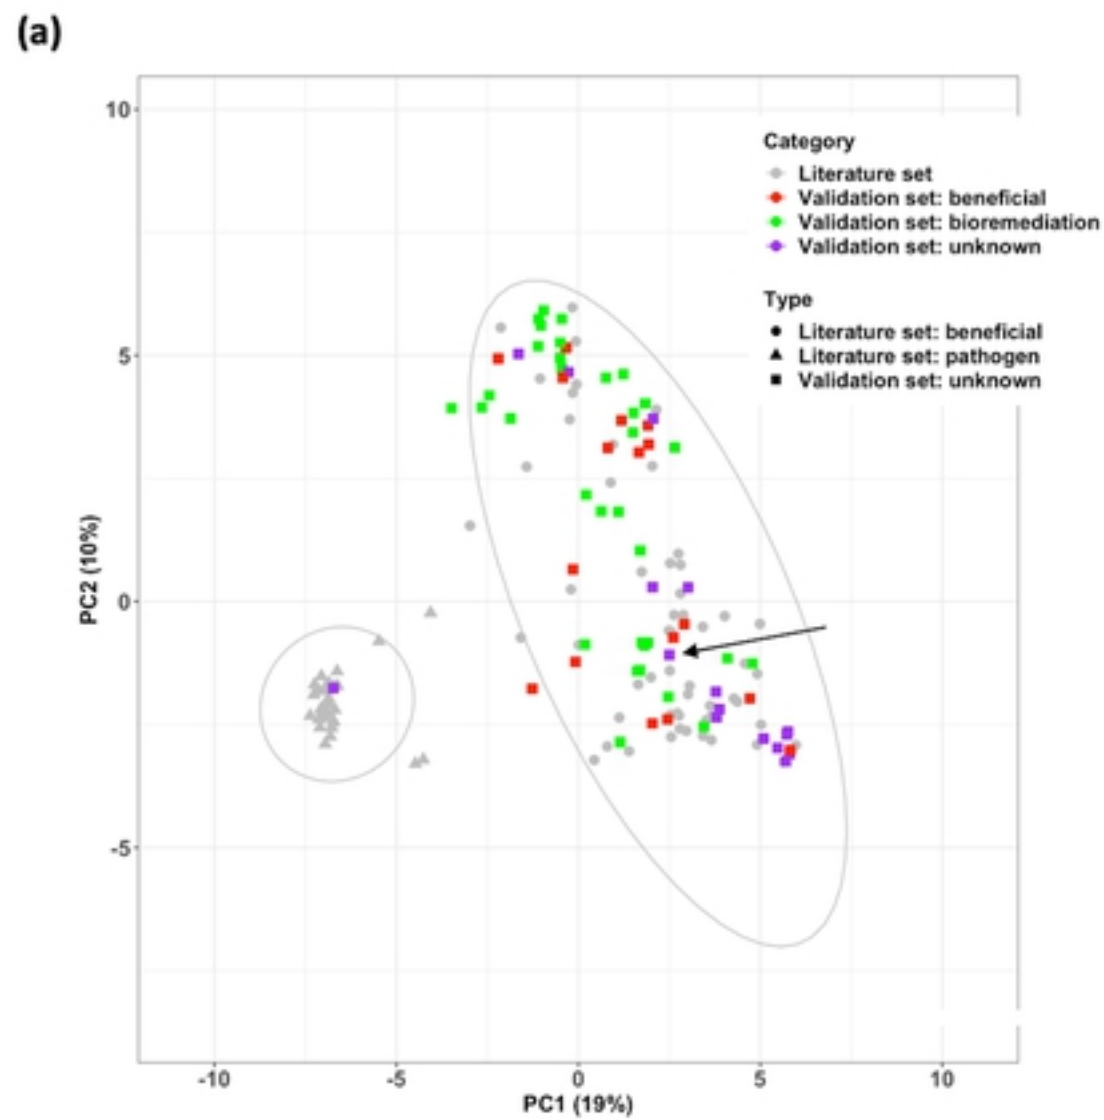 (a)
10
5
0
-5
PC2 (10%)
-10
-5
0
5
10
PC1 (19%)
Category
Literature set
Validation set: beneficial
Validation set: bioremediation
Validation set: unknown
Type
Literature set: beneficial
Literature set: pathogen
Validation set: unknown